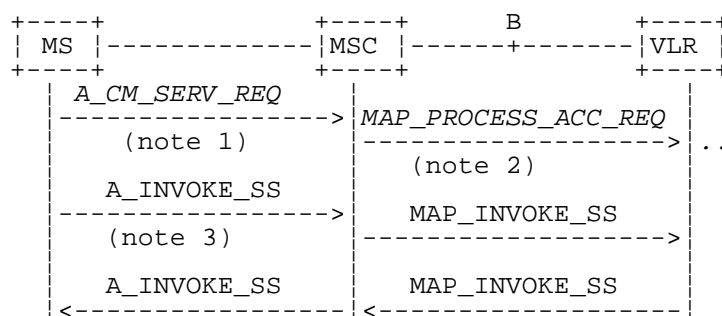 +----+             +----+      B      +----+
¦ MS ¦-------------¦MSC ¦------+-------¦VLR ¦
+----+             +----+             +----+
¦ A_CM_SERV_REQ ¦ ¦
¦----------------->¦MAP_PROCESS_ACC_REQ ¦
¦ (note 1) ¦------------------->¦..
¦ ¦ (note 2) ¦
¦ A_INVOKE_SS ¦ ¦
¦----------------->¦ MAP_INVOKE_SS ¦
¦ (note 3) ¦------------------->¦
¦ ¦ ¦
¦ A_INVOKE_SS ¦ MAP_INVOKE_SS ¦
¦<-----------------¦<-------------------¦